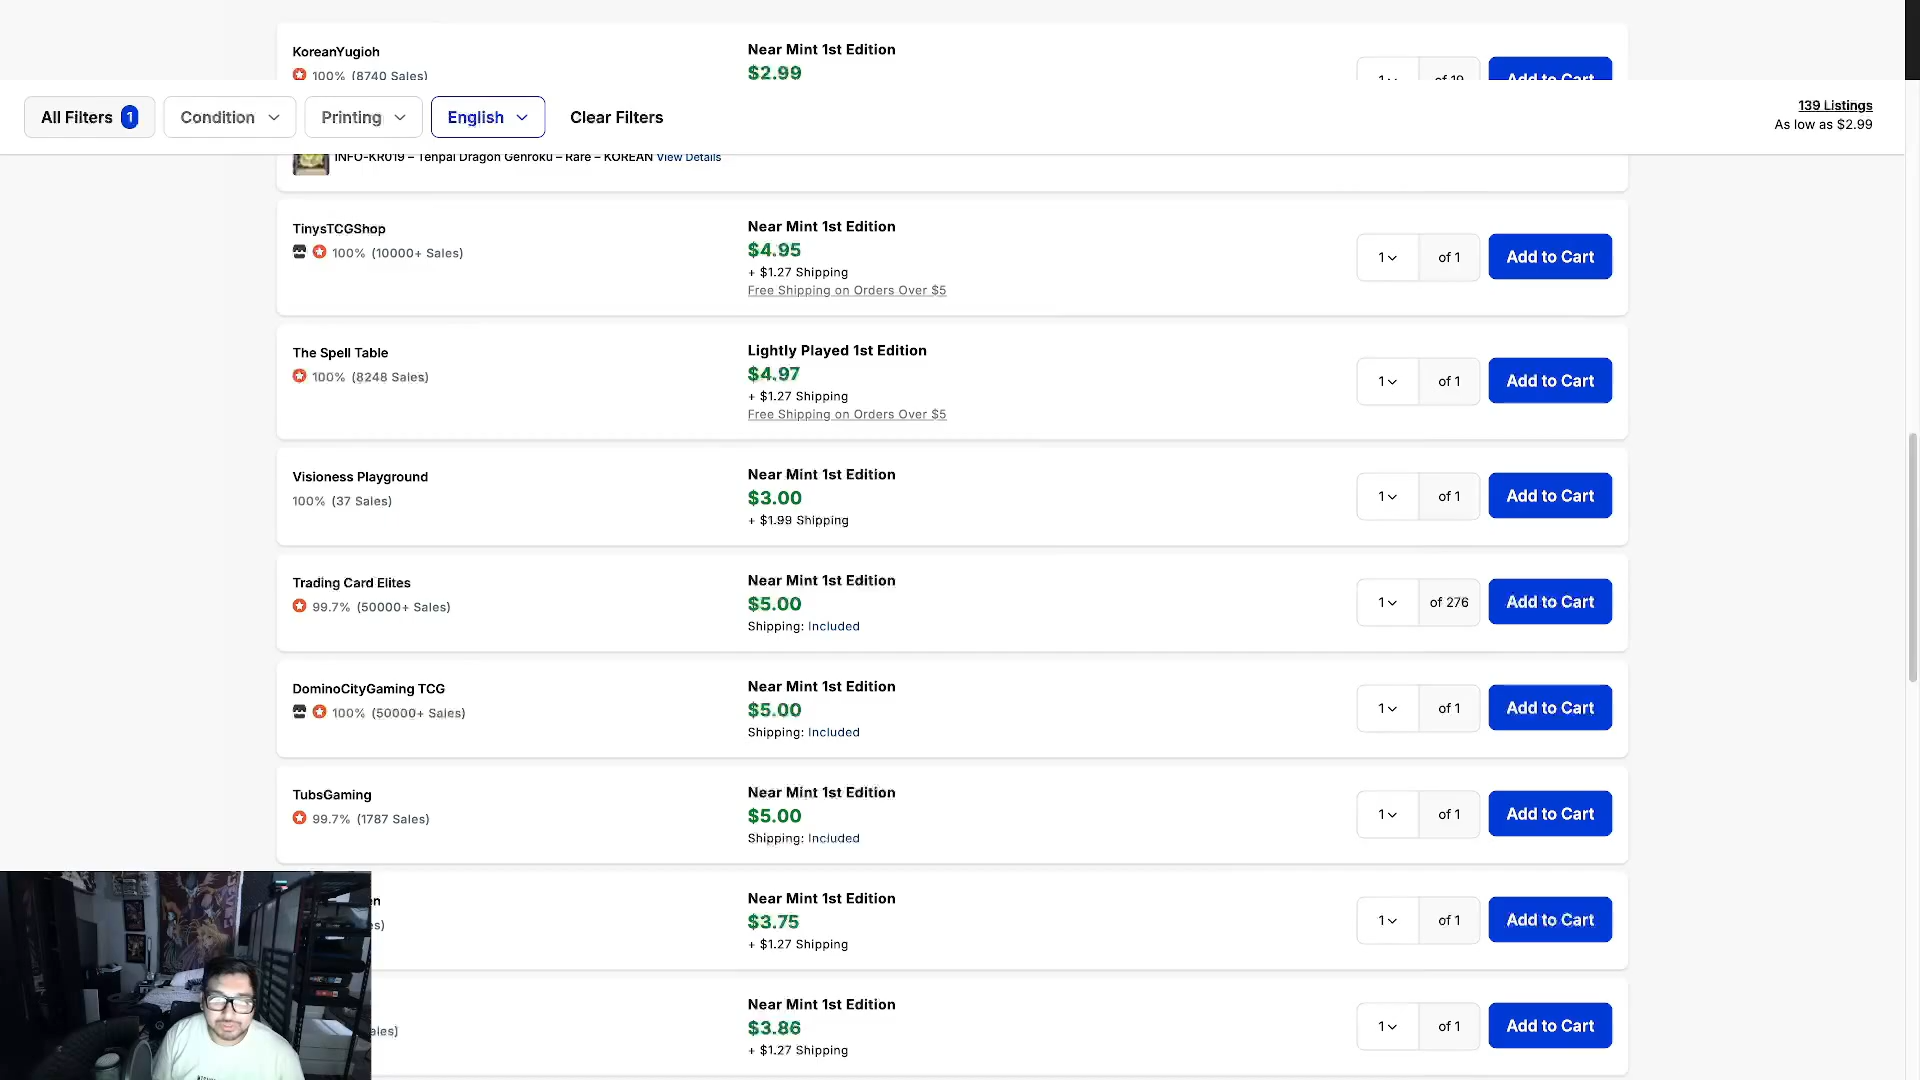 KoreanYugioh
100% (8740 Sales)
Near Mint 1st Edition
$2.99
1
of 19
Add to Cart
All Filters 1
Condition
Printing
English
Clear Filters
139 Listings
As low as $2.99
INFO-KR019 – Tenpai Dragon Genroku – Rare – KOREAN View Details
TinysTCGShop
100% (10000+ Sales)
Near Mint 1st Edition
$4.95
+ $1.27 Shipping
Free Shipping on Orders Over $5
1
of 1
Add to Cart
The Spell Table
100% (8248 Sales)
Lightly Played 1st Edition
$4.97
+ $1.27 Shipping
Free Shipping on Orders Over $5
1
of 1
Add to Cart
Visioness Playground
100% (37 Sales)
Near Mint 1st Edition
$3.00
+ $1.99 Shipping
1
of 1
Add to Cart
Trading Card Elites
99.7% (50000+ Sales)
Near Mint 1st Edition
$5.00
Shipping: Included
1
of 276
Add to Cart
DominoCityGaming TCG
100% (50000+ Sales)
Near Mint 1st Edition
$5.00
Shipping: Included
1
of 1
Add to Cart
TubsGaming
99.7% (1787 Sales)
Near Mint 1st Edition
$5.00
Shipping: Included
1
of 1
Add to Cart
en
es)
Near Mint 1st Edition
$3.75
+ $1.27 Shipping
1
of 1
Add to Cart
ales)
Near Mint 1st Edition
$3.86
+ $1.27 Shipping
1
of 1
Add to Cart